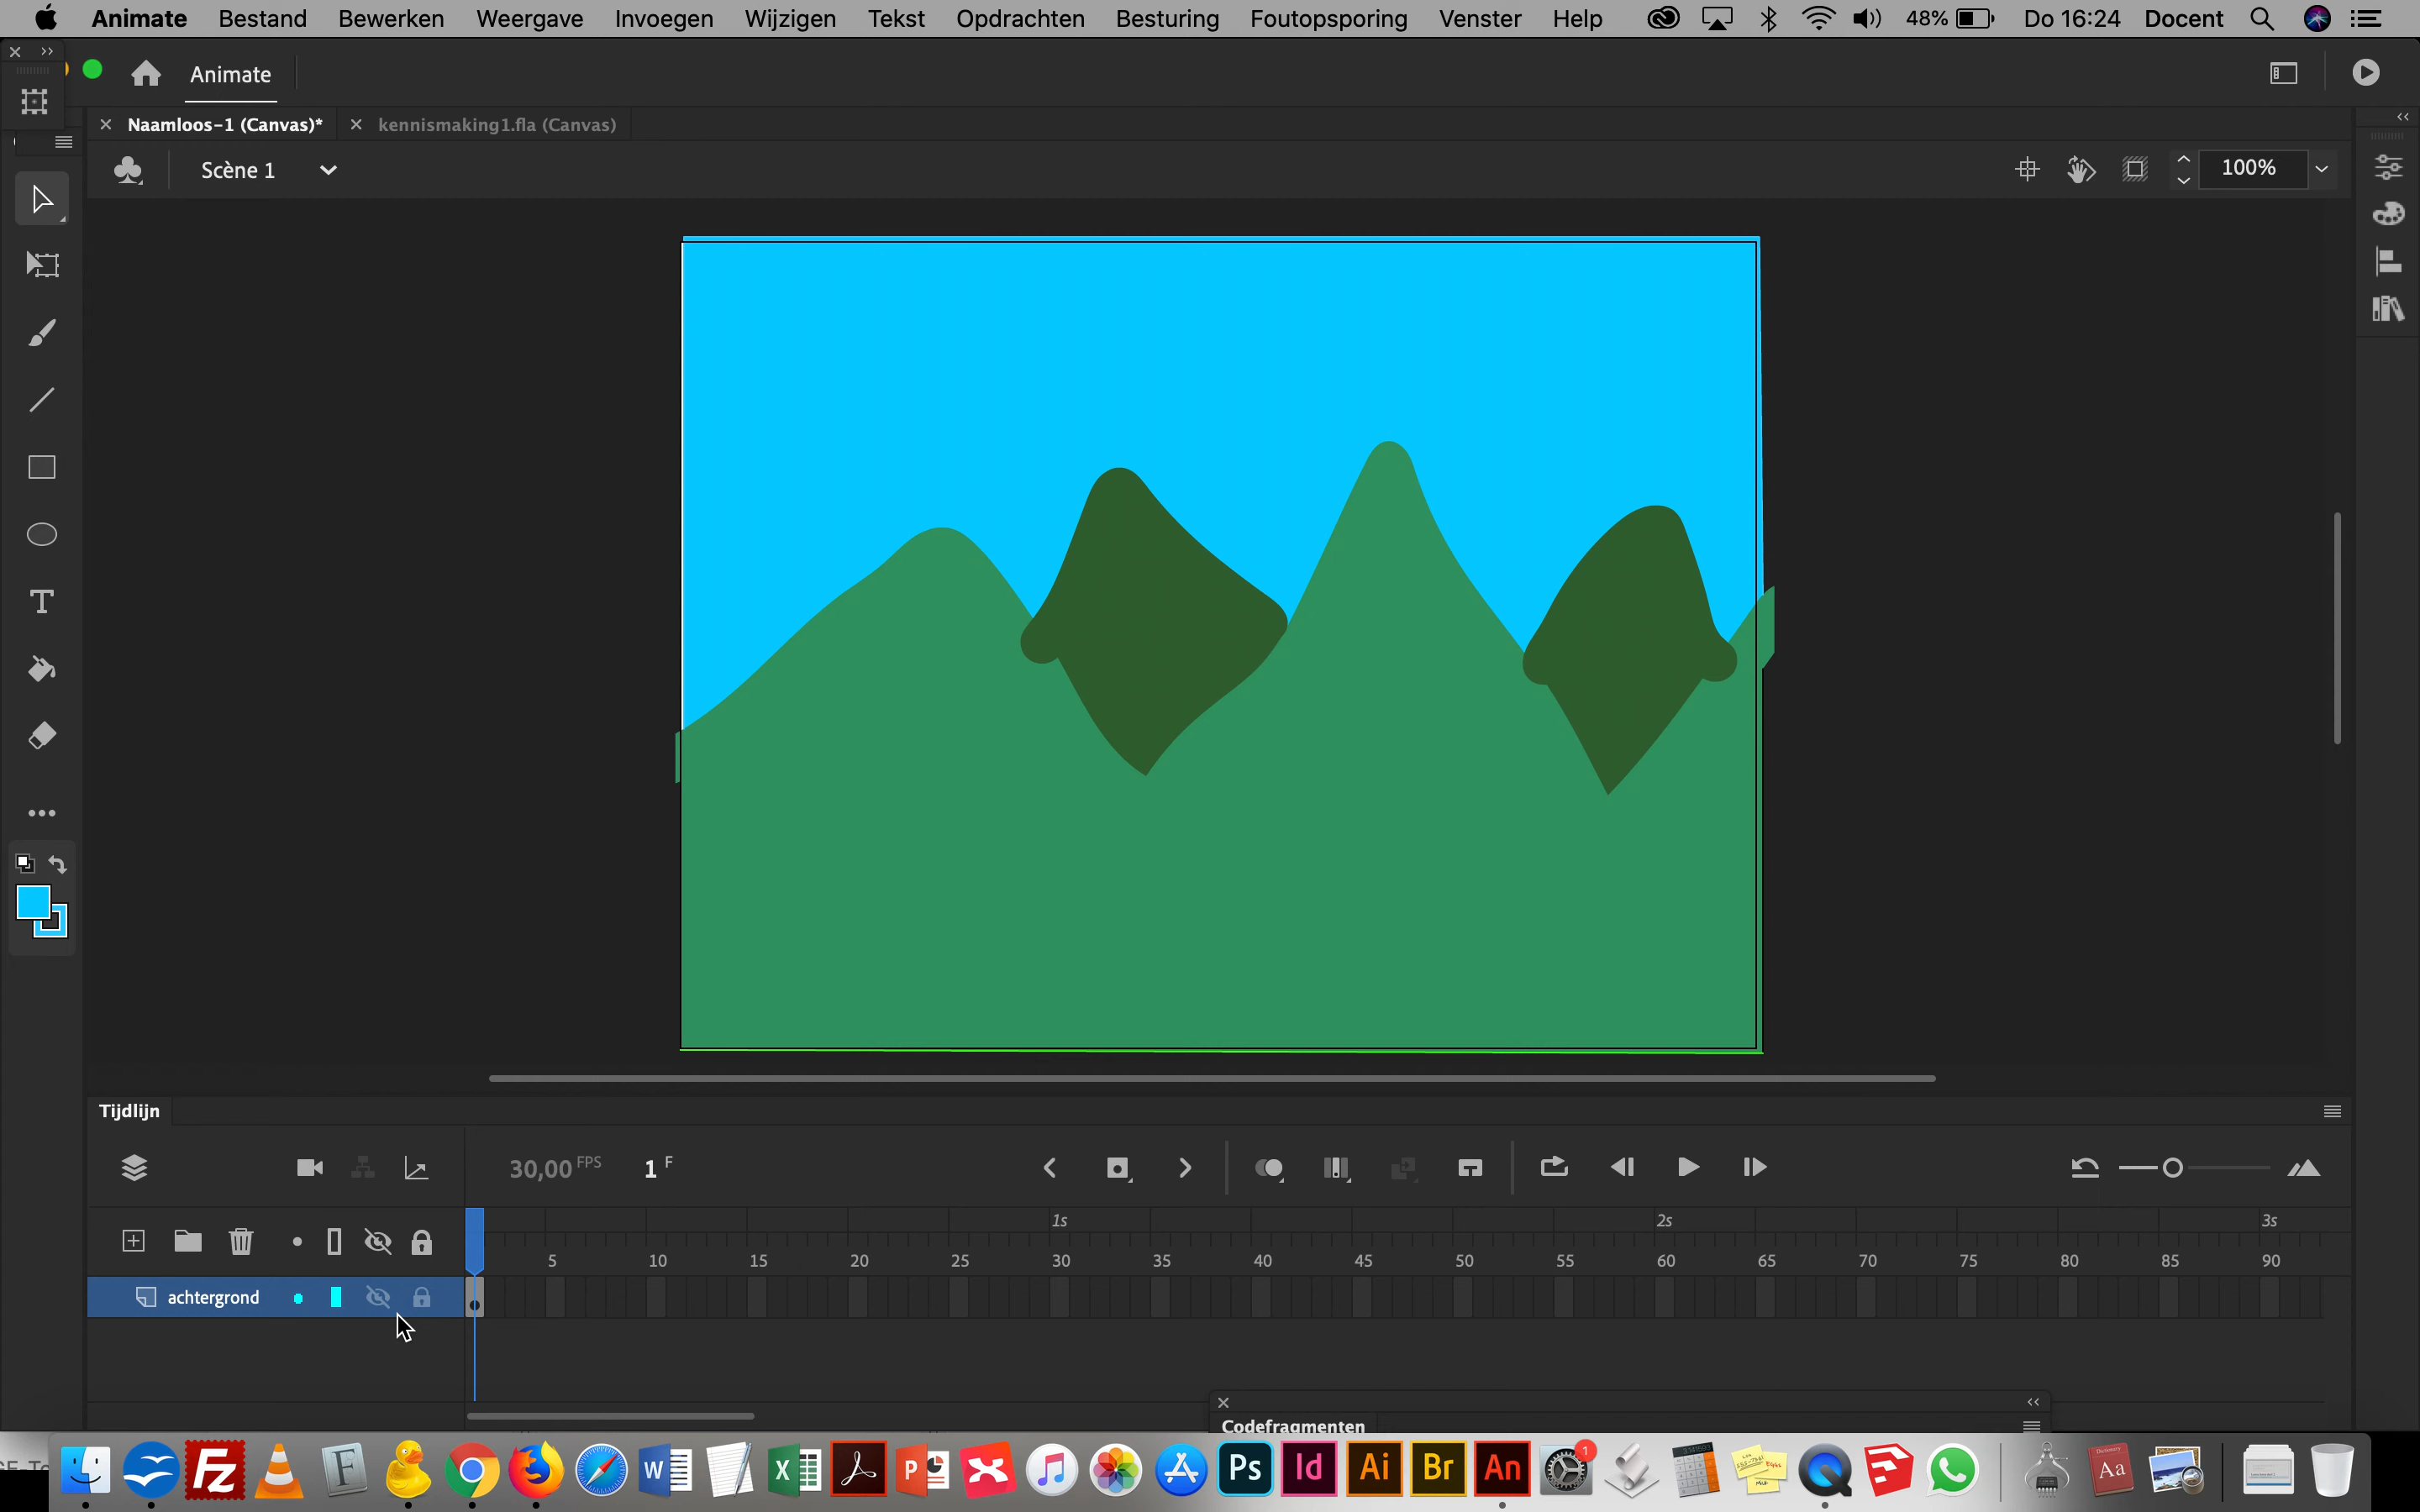 Animate Bestand Bewerken Weergave Invoegen Wijzigen Tekst Opdrachten Besturing Foutopsporing Venster Help 48% Do 16:24 Docent
Animate
Naamloos-1 (Canvas)* kennismaking1.fla (Canvas)
Scène 1 100%
Tijdlijn
30,00 FPS 1 F
1s 2s 3s
5 10 15 20 25 30 35 40 45 50 55 60 65 70 75 80 85 90
achtergrond
Codefragmenten
Fz F W X P Ps Id Ai Br An 1 Aa